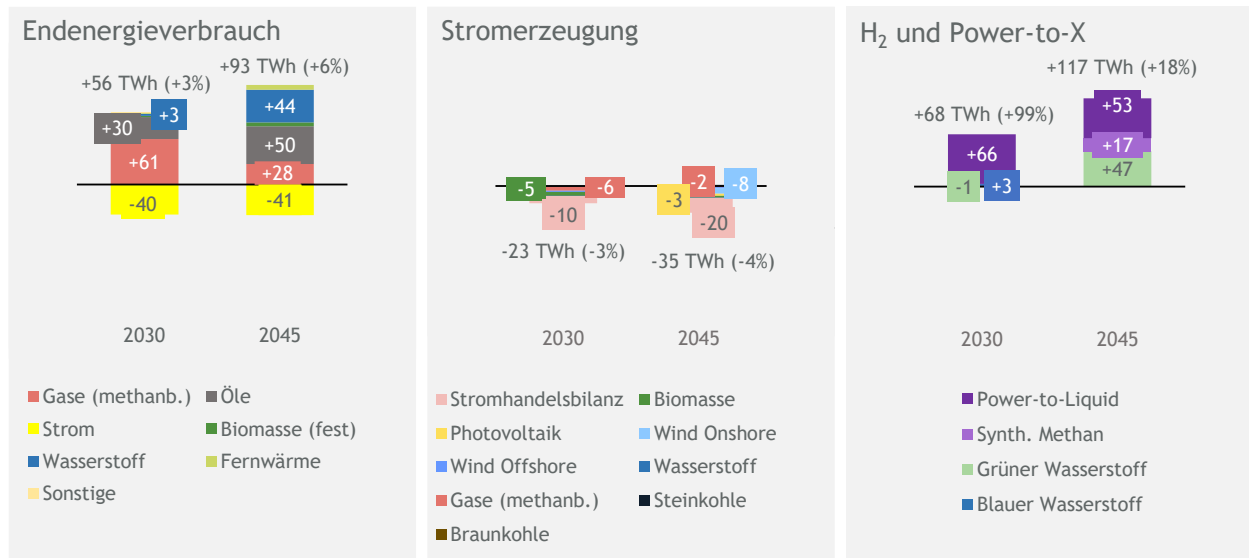 Endenergieverbrauch
+56 TWh (+3%)
+93 TWh (+6%)
+30
+3
+61
-40
+44
+50
+28
-41
2030
2045
Gase (methanb.)
Öle
Strom
Biomasse (fest)
Wasserstoff
Fernwärme
Sonstige
Stromerzeugung
-5
-6
-10
-23 TWh (-3%)
-2
-8
-3
-20
-35 TWh (-4%)
2030
2045
Stromhandelsbilanz
Biomasse
Photovoltaik
Wind Onshore
Wind Offshore
Wasserstoff
Gase (methanb.)
Steinkohle
Braunkohle
H₂ und Power-to-X
+68 TWh (+99%)
+117 TWh (+18%)
+66
-1
+3
+53
+17
+47
2030
2045
Power-to-Liquid
Synth. Methan
Grüner Wasserstoff
Blauer Wasserstoff